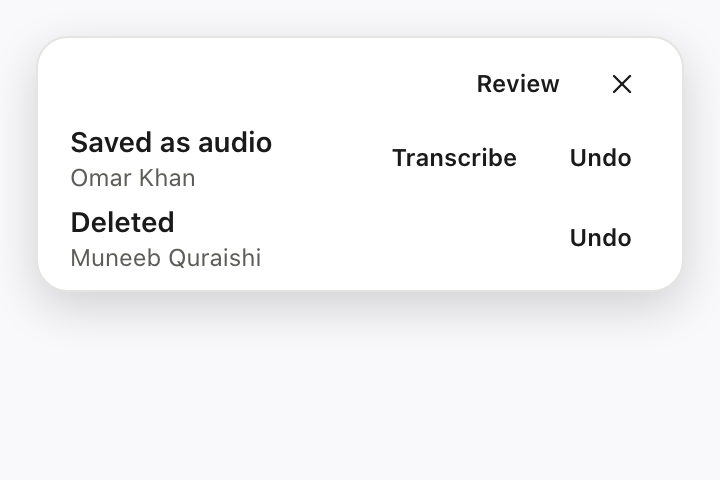 Review
Saved as audio
Omar Khan
Transcribe
Undo
Deleted
Muneeb Quraishi
Undo